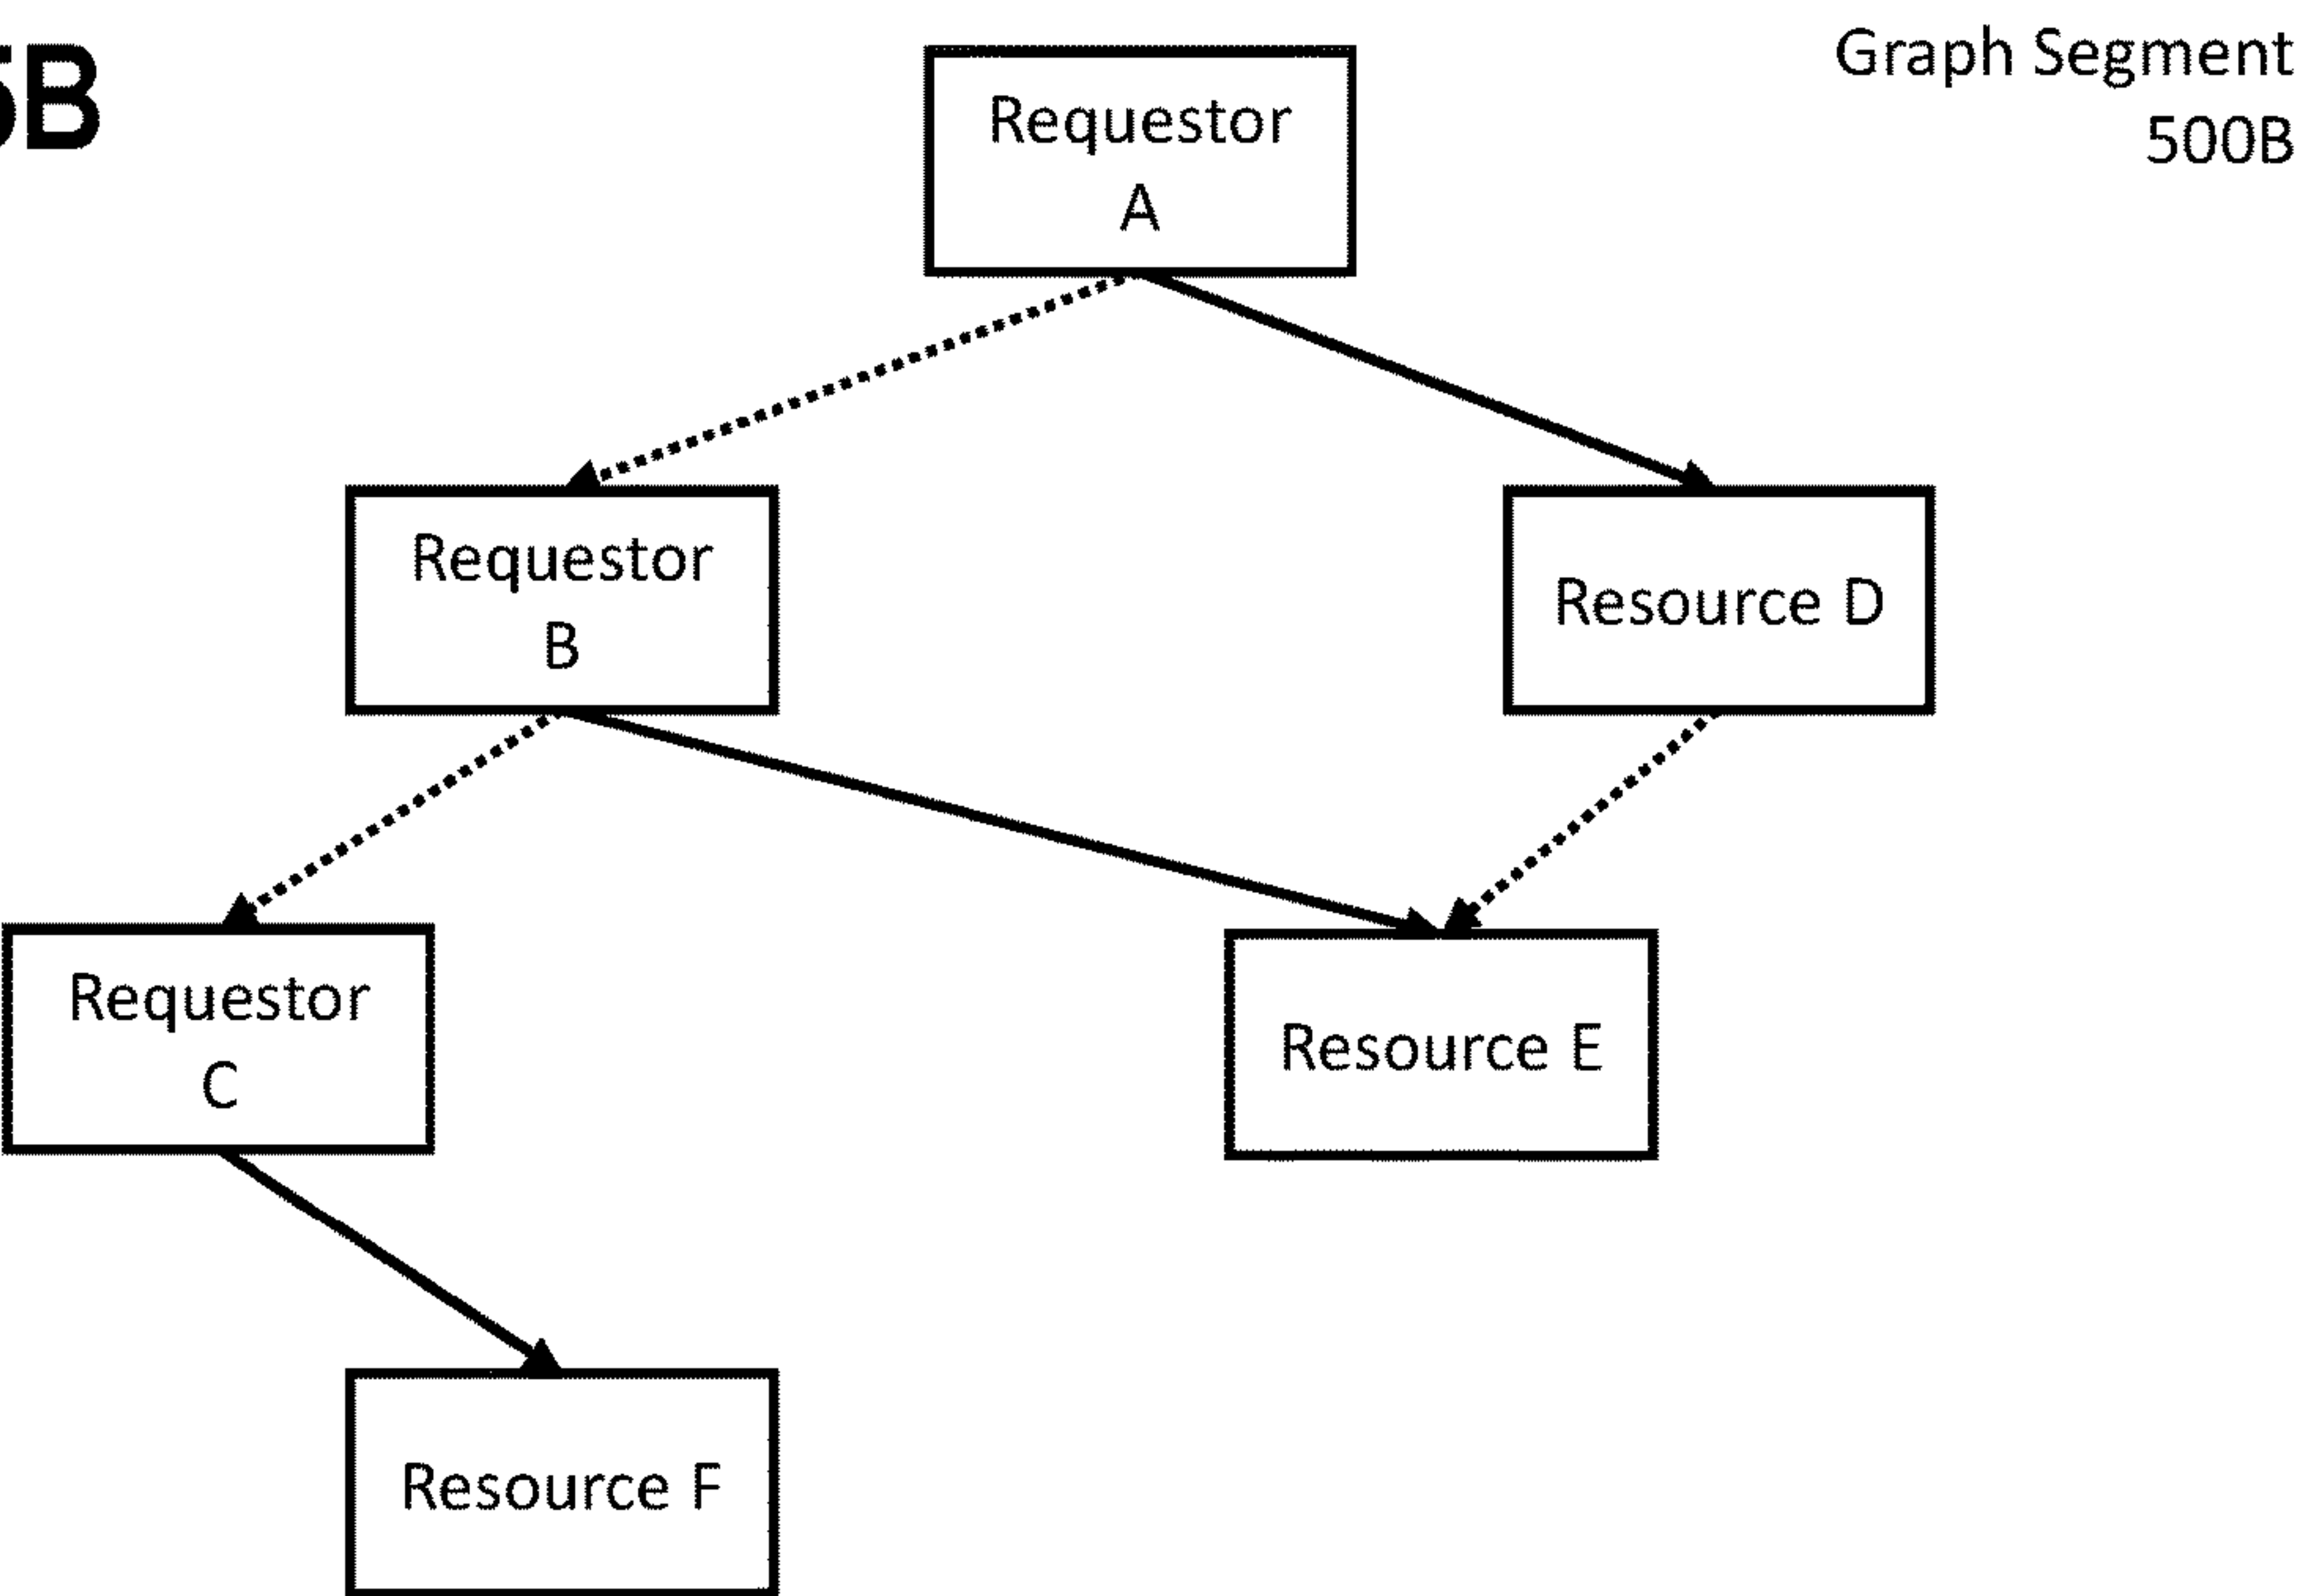 5B
Graph Segment
500B
Requestor
A
Requestor
B
Resource D
Requestor
C
Resource E
Resource F